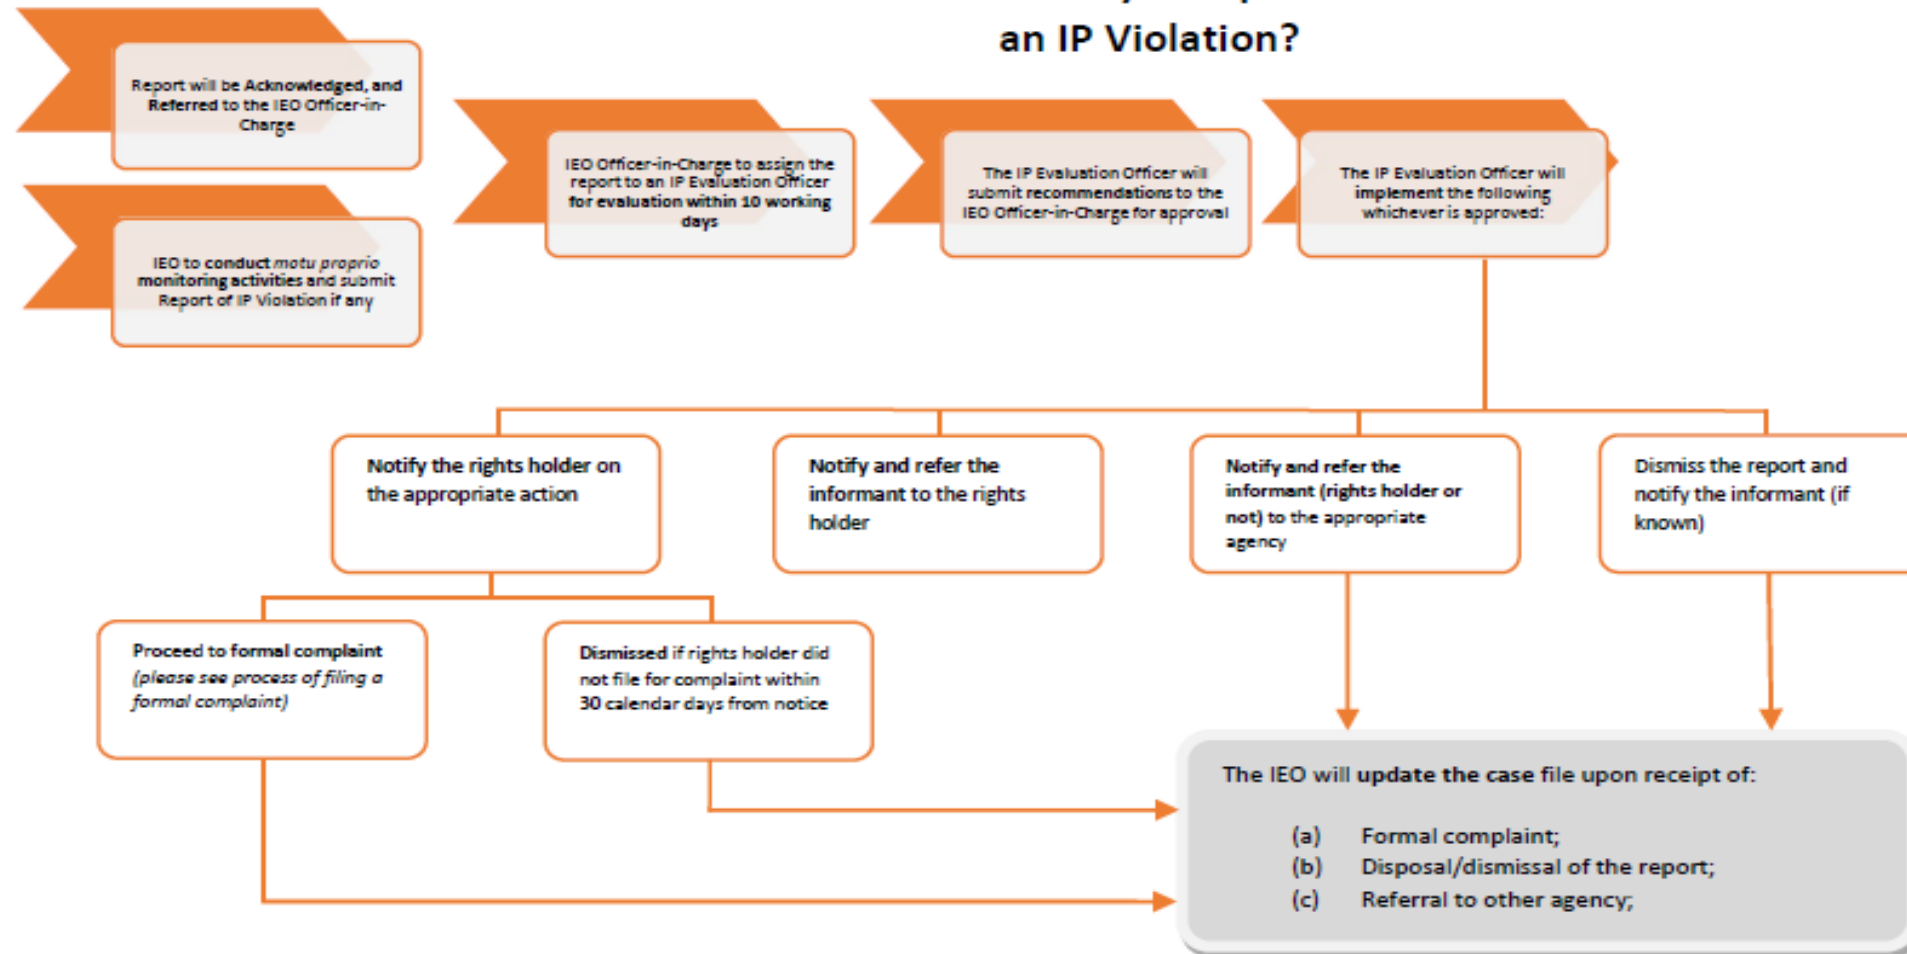 an IP Violation?
Report will be Acknowledged, and
Referred to the IEO Officer-in-
Charge
IEO to conduct motu proprio
monitoring activities and submit
Report of IP Violation if any
IEO Officer-in-Charge to assign the
report to an IP Evaluation Officer
for evaluation within 10 working
days
The IP Evaluation Officer will
submit recommendations to the
IEO Officer-in-Charge for approval
The IP Evaluation Officer will
implement the following
whichever is approved:
Notify the rights holder on
the appropriate action
Notify and refer the
informant to the rights
holder
Notify and refer the
informant (rights holder or
not) to the appropriate
agency
Dismiss the report and
notify the informant (if
known)
Proceed to formal complaint
(please see process of filing a
formal complaint)
Dismissed if rights holder did
not file for complaint within
30 calendar days from notice
The IEO will update the case file upon receipt of:
(a) Formal complaint;
(b) Disposal/dismissal of the report;
(c) Referral to other agency;